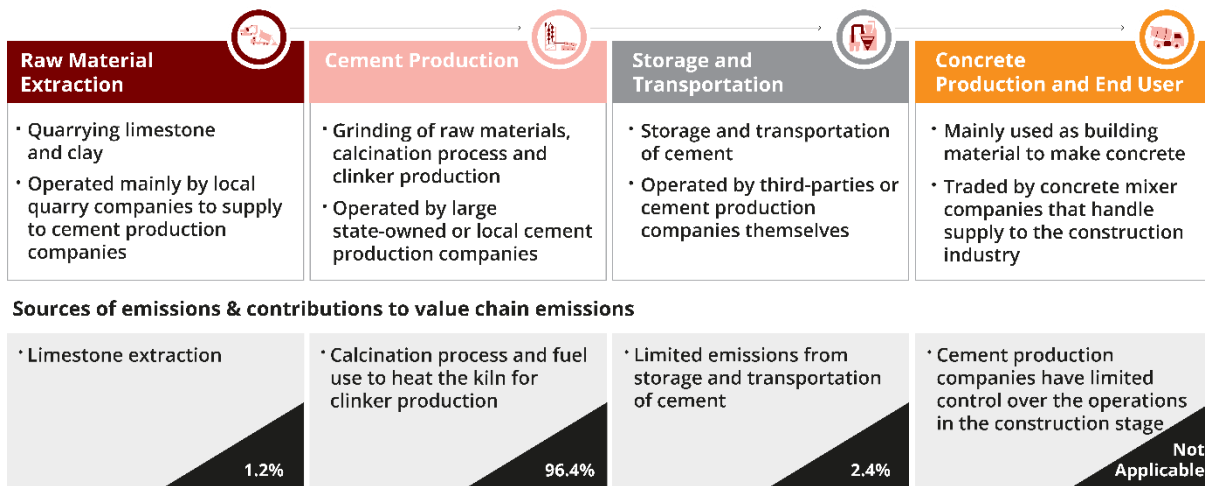 Raw Material
Extraction
Cement Production
Storage and
Transportation
Concrete
Production and End User
· Quarrying limestone
and clay
· Operated mainly by local
quarry companies to supply
to cement production
companies
· Grinding of raw materials,
calcination process and
clinker production
· Operated by large
state-owned or local cement
production companies
· Storage and transportation
of cement
· Operated by third-parties or
cement production
companies themselves
· Mainly used as building
material to make concrete
· Traded by concrete mixer
companies that handle
supply to the construction
industry
Sources of emissions & contributions to value chain emissions
· Limestone extraction
1.2%
· Calcination process and fuel
use to heat the kiln for
clinker production
96.4%
· Limited emissions from
storage and transportation
of cement
2.4%
· Cement production
companies have limited
control over the operations
in the construction stage
Not
Applicable